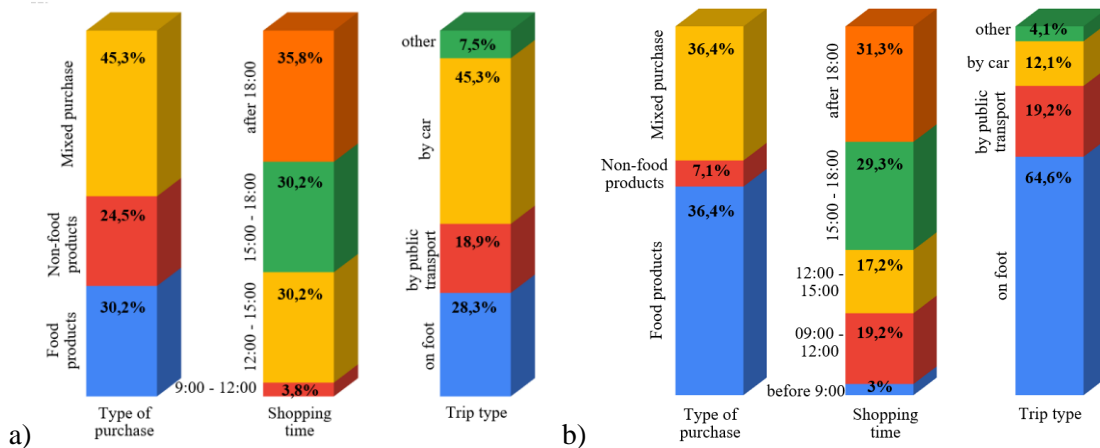 Mixed purchase
45,3%
Non-food
products
24,5%
Food
products
30,2%
Type of
purchase
after 18:00
35,8%
15:00 - 18:00
30,2%
12:00 - 15:00
30,2%
9:00 - 12:00
3,8%
Shopping
time
other
7,5%
by car
45,3%
by public
transport
18,9%
on foot
28,3%
Trip type
a)
Mixed purchase
36,4%
Non-food
products
7,1%
Food products
36,4%
Type of
purchase
after 18:00
31,3%
15:00 - 18:00
29,3%
12:00 -
15:00
17,2%
09:00 -
12:00
19,2%
before 9:00
3%
Shopping
time
other
4,1%
by car
12,1%
by public
transport
19,2%
on foot
64,6%
Trip type
b)